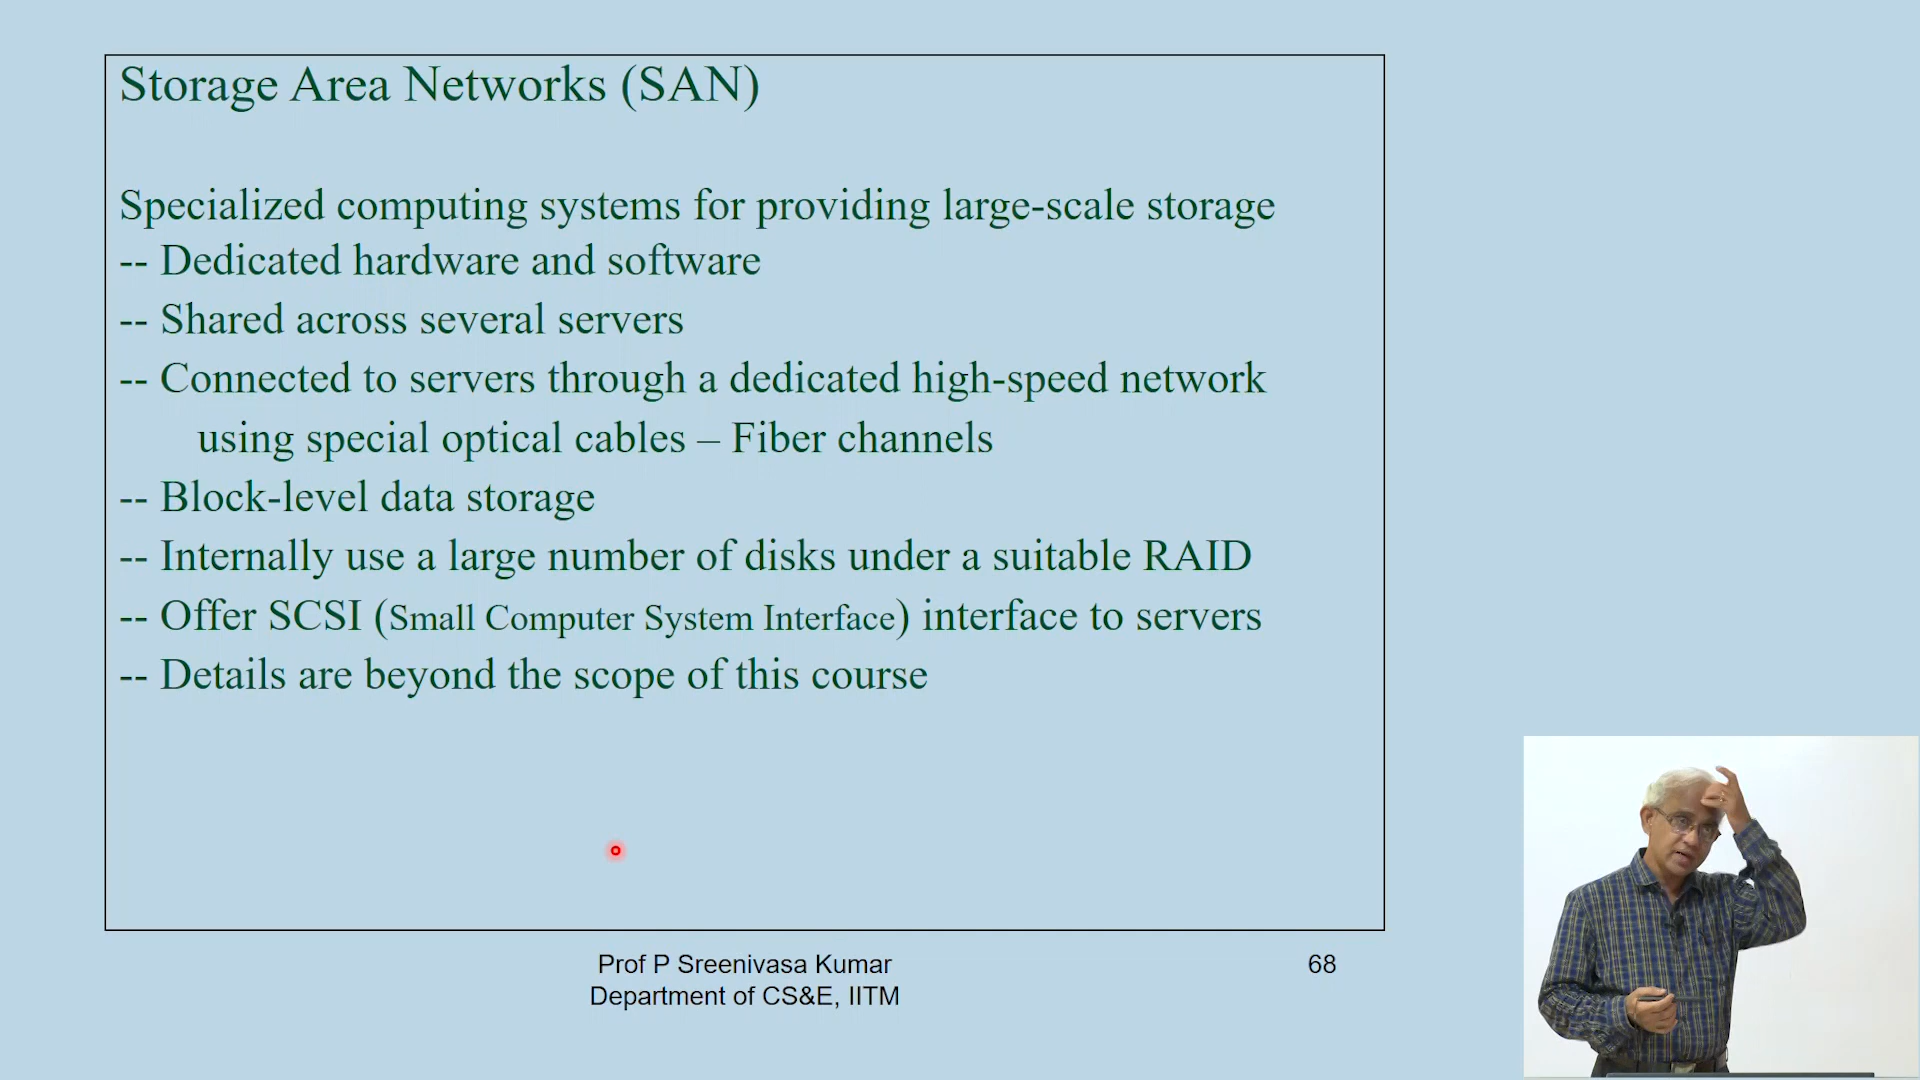 Storage Area Networks (SAN)
Specialized computing systems for providing large-scale storage
-- Dedicated hardware and software
-- Shared across several servers
-- Connected to servers through a dedicated high-speed network
using special optical cables – Fiber channels
-- Block-level data storage
-- Internally use a large number of disks under a suitable RAID
-- Offer SCSI (Small Computer System Interface) interface to servers
-- Details are beyond the scope of this course
Prof P Sreenivasa Kumar
Department of CS&E, IITM
68